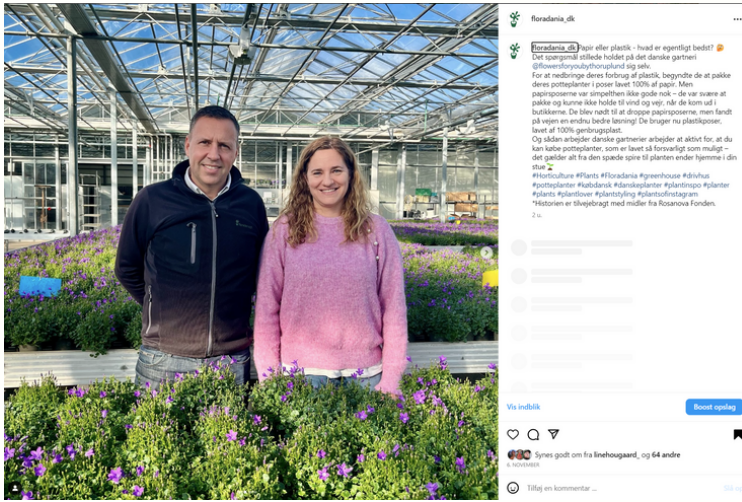 floradania_dk
floradania_dk Papir eller plastik - hvad er egentligt bedst? 🤔
Det spørgsmål stillede holdet på det danske gartneri
@flowersforyoubythoruplund sig selv.
For at nedbringe deres forbrug af plastik, begyndte de at pakke
deres potteplanter i poser lavet 100% af papir. Men
papirsposerne var simpelthen ikke gode nok – de var svære at
pakke og kunne ikke holde til vind og vejr, når de kom ud i
butikkerne. De blev nødt til at droppe papirsposerne, men fandt
på vejen en endnu bedre løsning! De bruger nu plastikposer,
lavet af 100% genbrugsplast.
Og sådan arbejder danske gartnerier arbejder at aktivt for, at du
kan købe potteplanter, som er lavet så forsvarligt som muligt –
det gælder alt fra den spæde spire til planten ender hjemme i din
stue🌱
#Horticulture #Plants #Floradania #greenhouse #drivhus
#potteplanter #købdansk #danskeplanter #plantinspo #planter
#plants #plantlover #plantstyling #plantsofinstagram
*Historien er tilvejebragt med midler fra Rosanova Fonden.
2 u.
Vis indblik
Boost opslag
Synes godt om fra linehougaard_ og 64 andre
6. NOVEMBER
Tilføj en kommentar ...